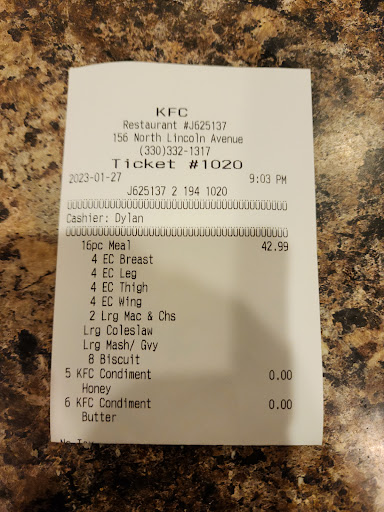 KFC
Restaurant #J625137
156 North Lincoln Avenue
(330)332-1317
Ticket #1020
2023-01-27 9:03 PM
J625137 2 194 1020
Cashier: Dylan
16pc Meal 42.99
4 EC Breast
4 EC Leg
4 EC Thigh
4 EC Wing
2 Lrg Mac & Chs
Lrg Coleslaw
Lrg Mash/ Gvy
8 Biscuit
5 KFC Condiment 0.00
Honey
6 KFC Condiment 0.00
Butter